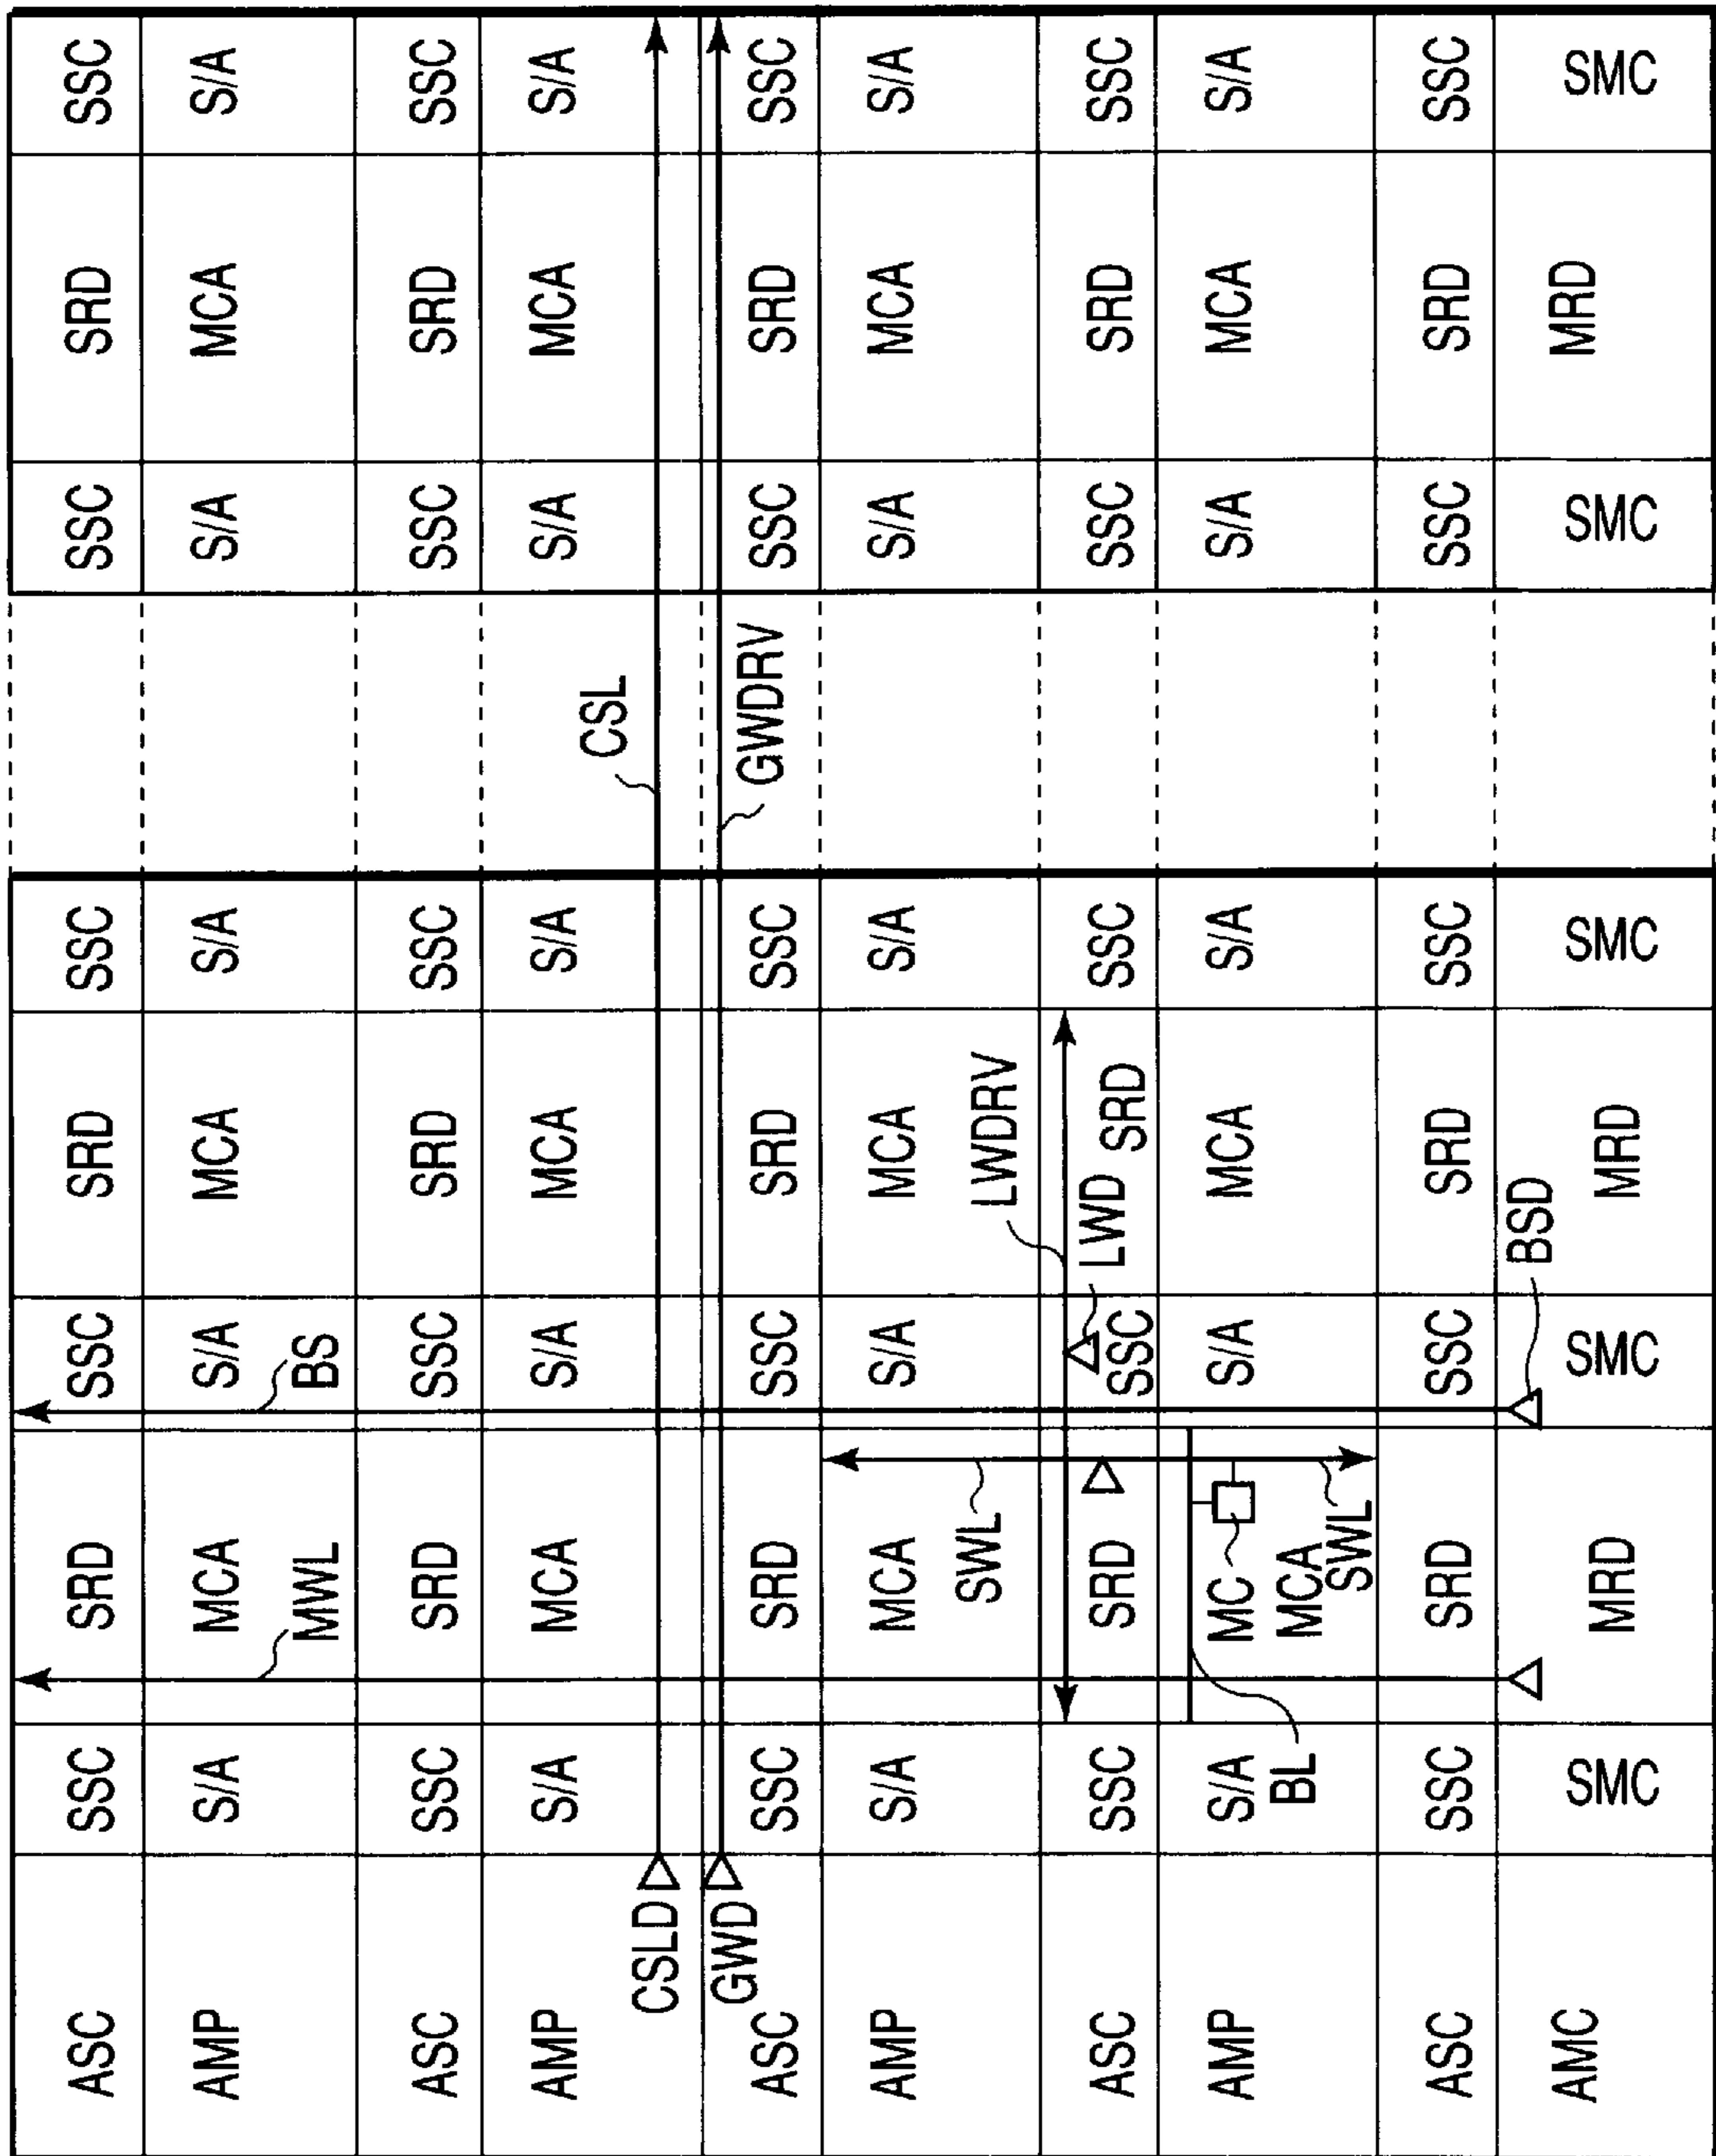 ASC SSC SRD SSC SRD SSC SSC SRD SSC
AMP S/A MCA S/A MCA S/A S/A MCA S/A
MWL BS
ASC SSC SRD SSC SRD SSC SSC SRD SSC
AMP S/A MCA S/A MCA S/A S/A MCA S/A
CSL
CSLD
GWD GWDRV
ASC SSC SRD SSC SRD SSC SSC SRD SSC
AMP S/A MCA S/A MCA S/A S/A MCA S/A
SWL LWDRV
ASC SSC SRD SSC LWD SRD SSC SSC SRD SSC
AMP S/A MC S/A MCA S/A S/A MCA S/A
BL MCA
SWL
ASC SSC SRD SSC SRD SSC SSC SRD SSC
BSD
AMC SMC MRD SMC MRD SMC SMC MRD SMC